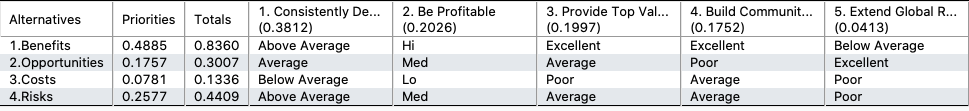 Alternatives Priorities Totals 1. Consistently De... (0.3812) 2. Be Profitable (0.2026) 3. Provide Top Val... (0.1997) 4. Build Communit... (0.1752) 5. Extend Global R... (0.0413)
1.Benefits 0.4885 0.8360 Above Average Hi Excellent Excellent Below Average
2.Opportunities 0.1757 0.3007 Average Med Average Poor Excellent
3.Costs 0.0781 0.1336 Below Average Lo Poor Average Poor
4.Risks 0.2577 0.4409 Above Average Med Average Average Poor